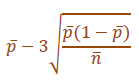 p̄ − 3√(p̄(1 − p̄)/n̄)